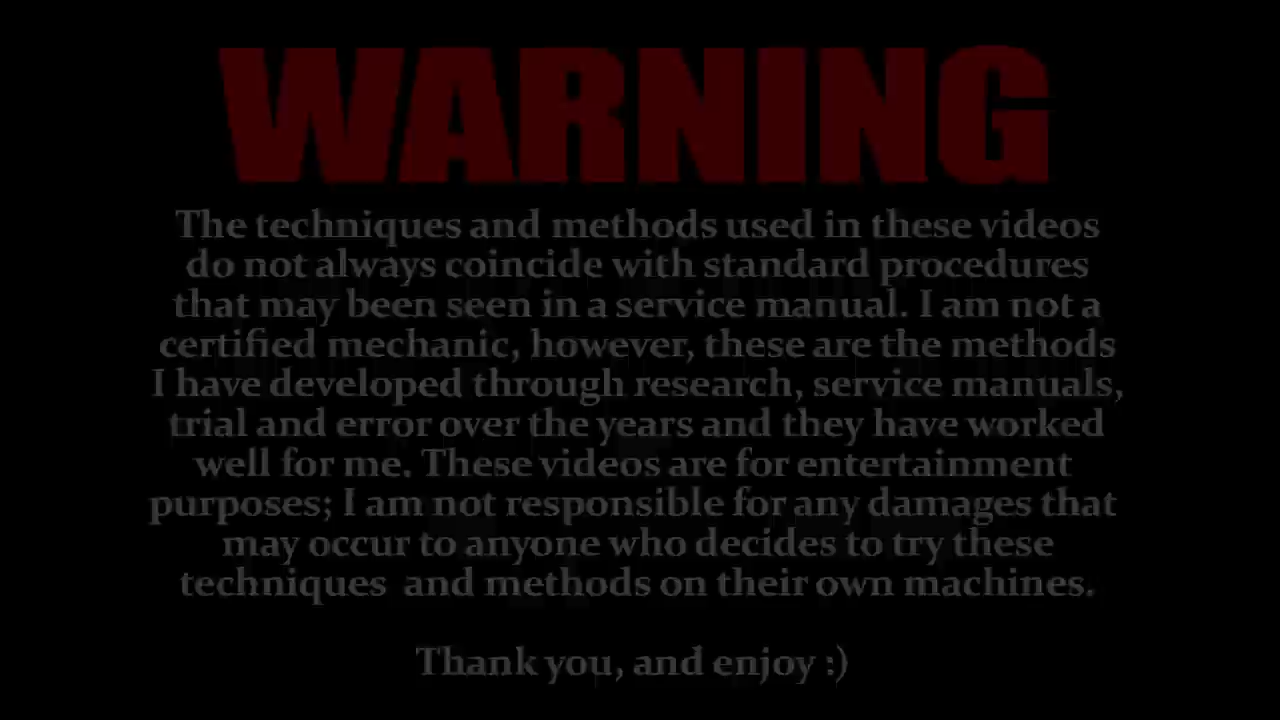 WARNING
The techniques and methods used in these videos
do not always coincide with standard procedures
that may been seen in a service manual. I am not a
certified mechanic, however, these are the methods
I have developed through research, service manuals,
trial and error over the years and they have worked
well for me. These videos are for entertainment
purposes; I am not responsible for any damages that
may occur to anyone who decides to try these
techniques  and methods on their own machines.
Thank you, and enjoy :)